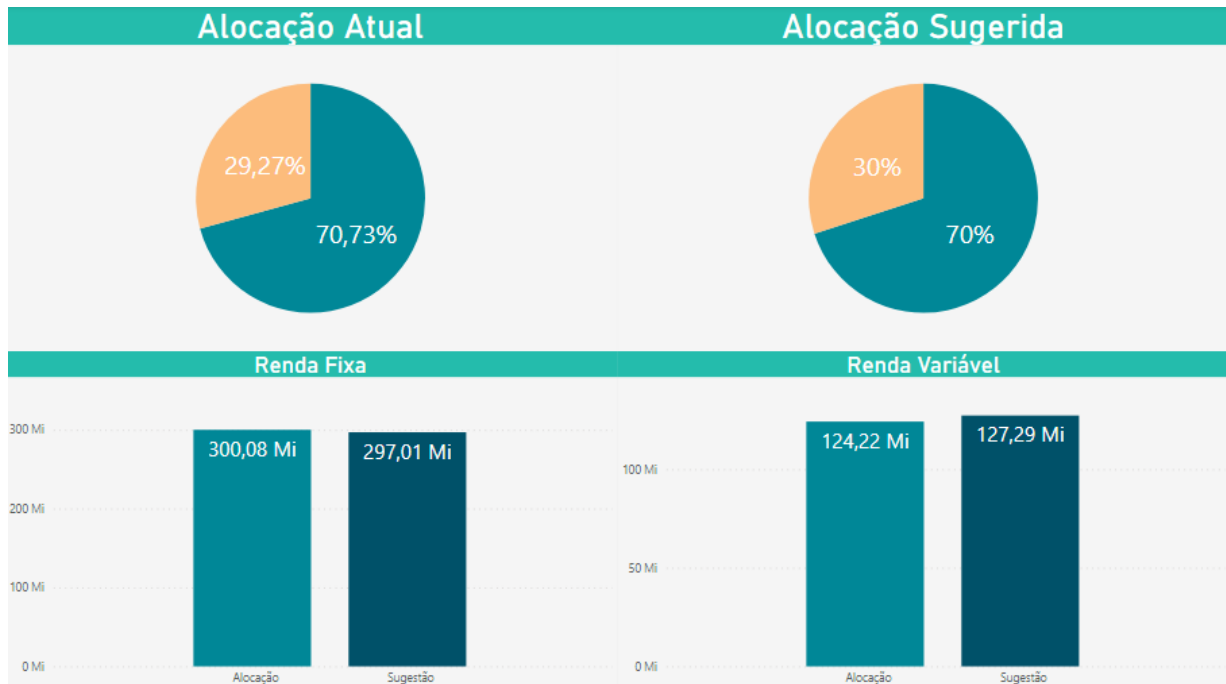 Alocação Atual
Alocação Sugerida
29,27%
70,73%
30%
70%
Renda Fixa
300 Mi
200 Mi
100 Mi
0 Mi
300,08 Mi
297,01 Mi
Alocação
Sugestão
Renda Variável
100 Mi
50 Mi
0 Mi
124,22 Mi
127,29 Mi
Alocação
Sugestão